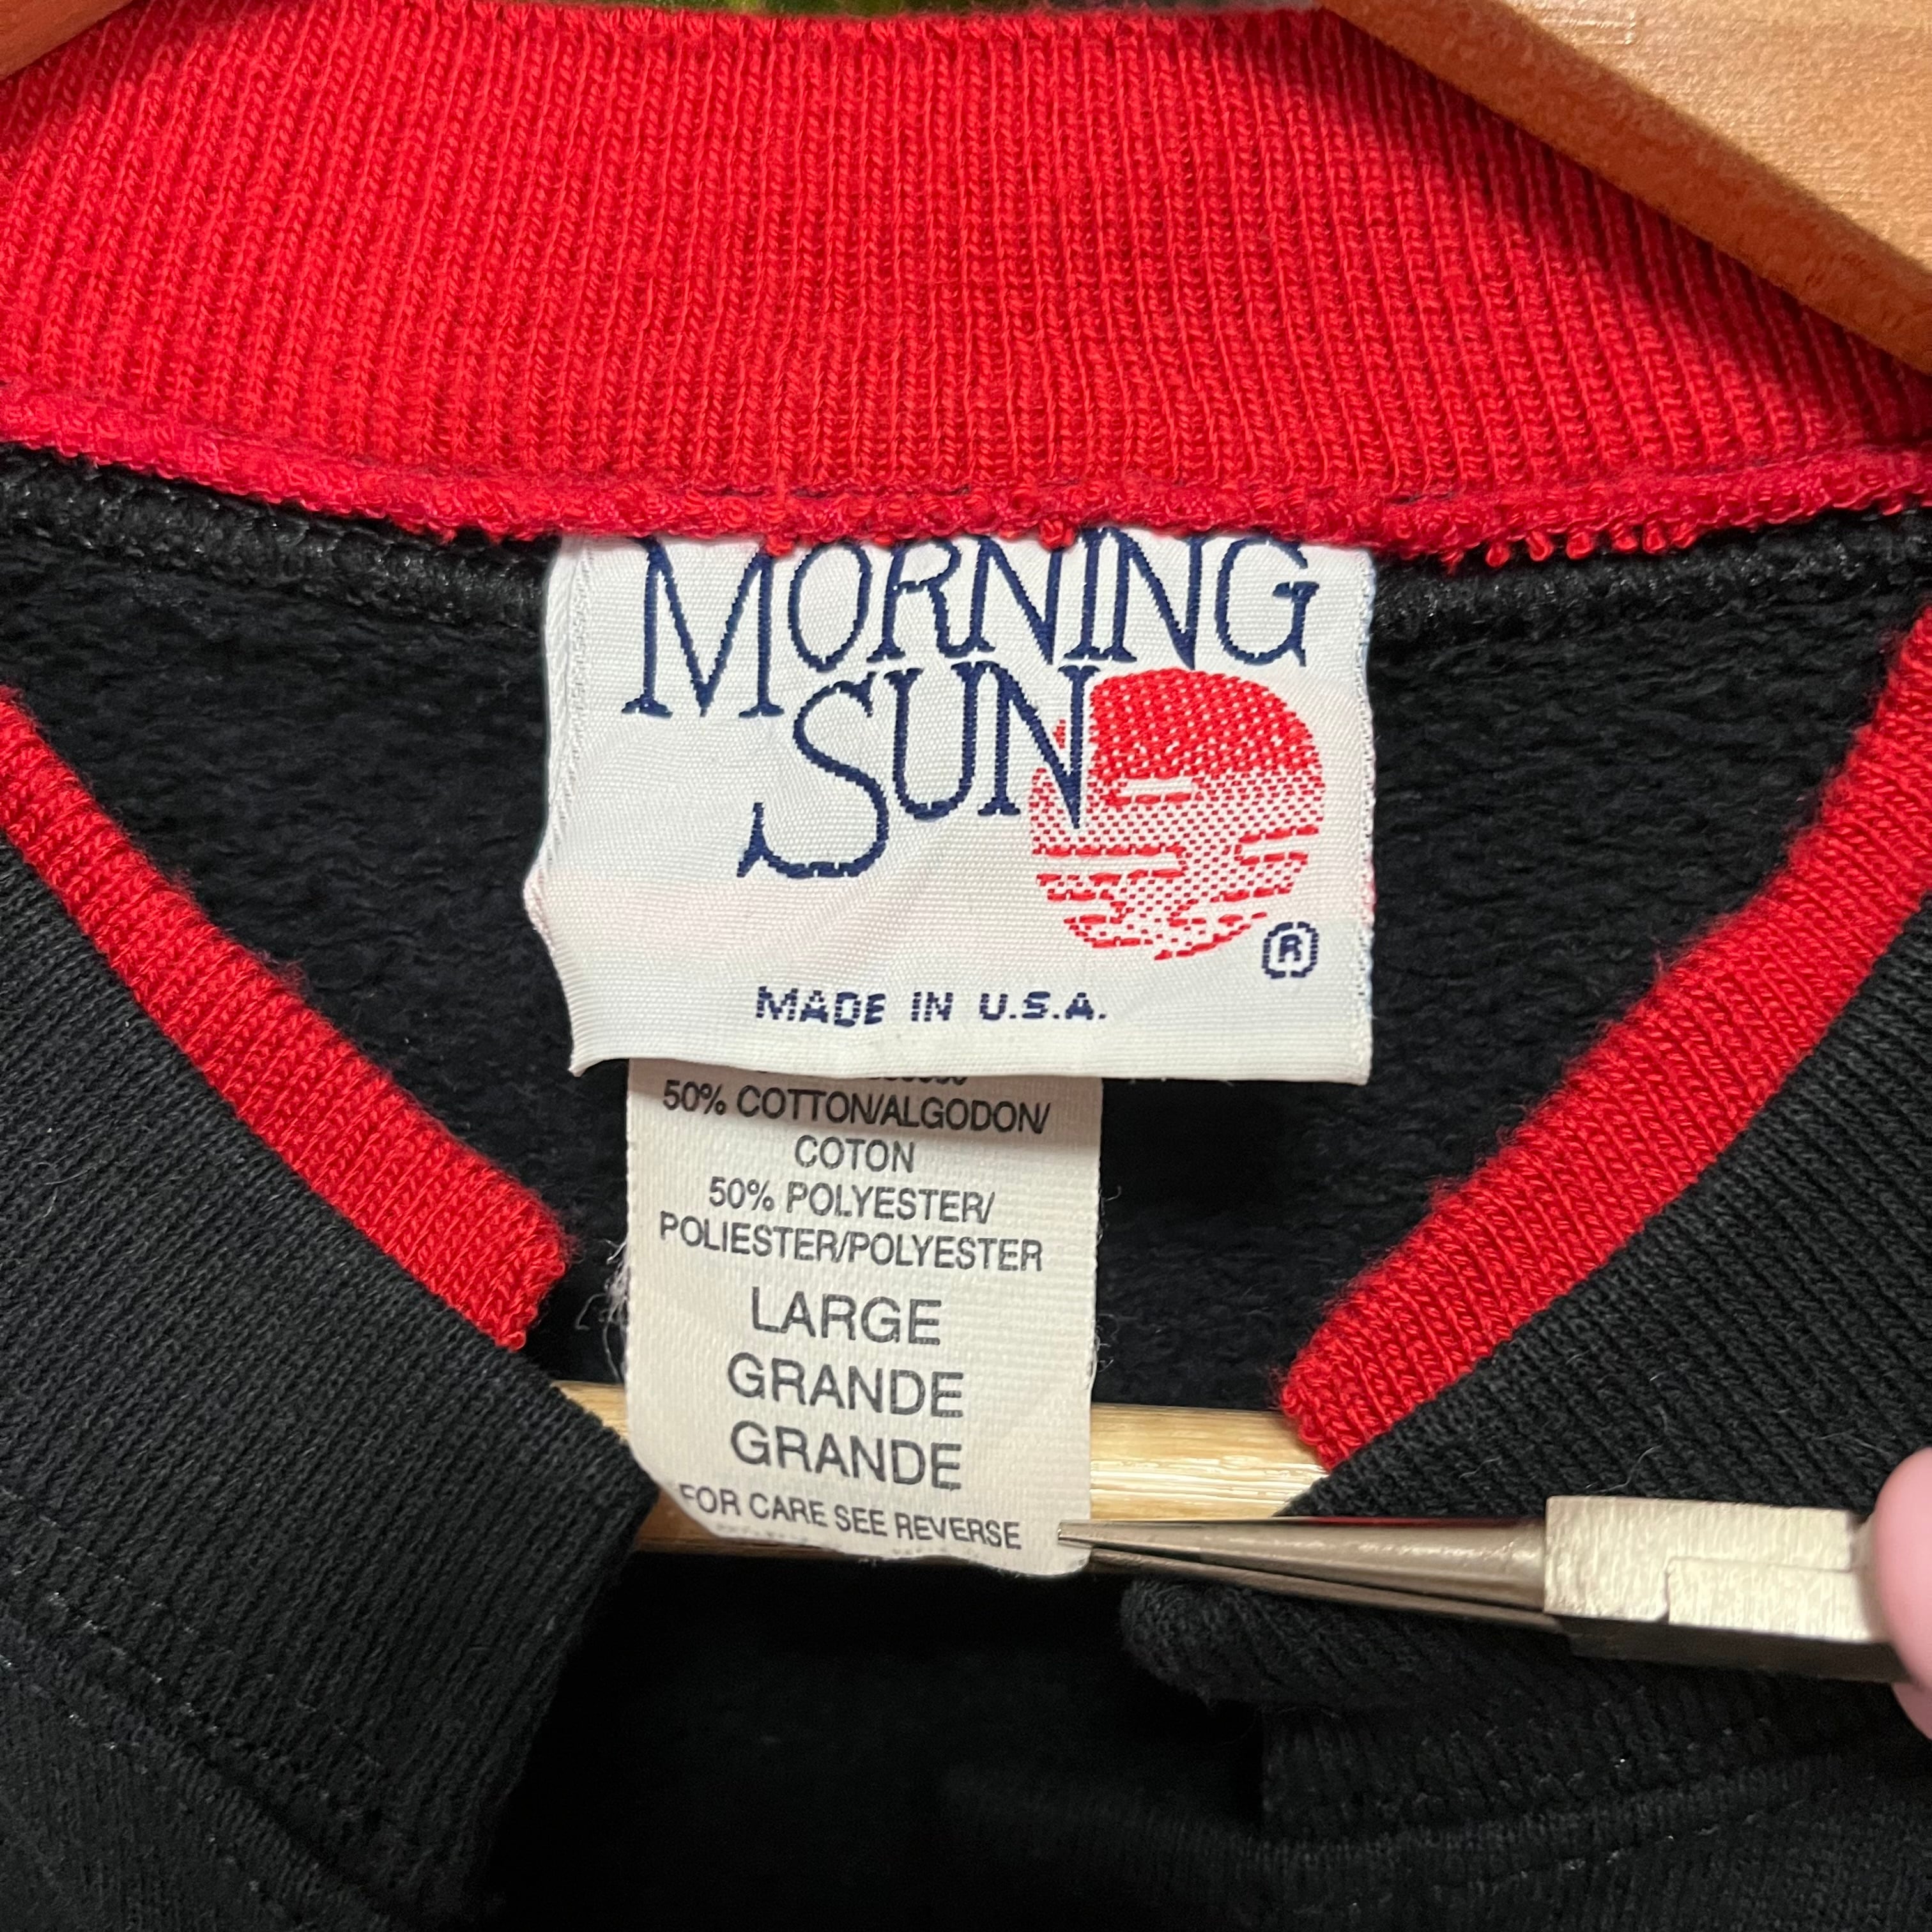 MORNING
SUN
®
MADE IN U.S.A.
50% COTTON/ALGODON/
COTON
50% POLYESTER/
POLIESTER/POLYESTER
LARGE
GRANDE
GRANDE
FOR CARE SEE REVERSE